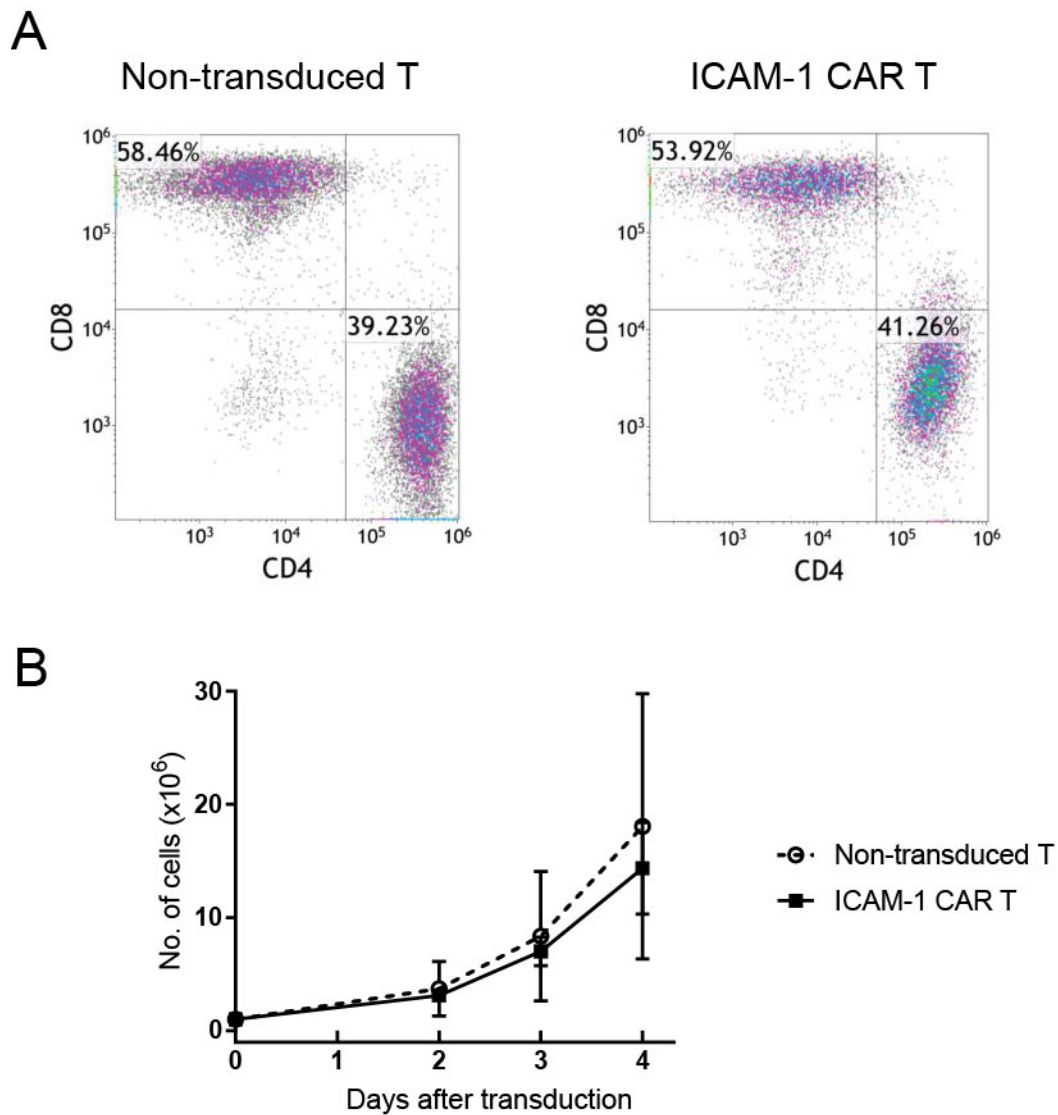 A
Non-transduced T
ICAM-1 CAR T
10⁶
58.46%
10⁵
CD8
10⁴
39.23%
10³
10³ 10⁴ 10⁵ 10⁶
CD4
10⁶
53.92%
10⁵
CD8
10⁴
41.26%
10³
10³ 10⁴ 10⁵ 10⁶
CD4
B
30
20
10
0
No. of cells (x10⁶)
0 1 2 3 4
Days after transduction
Non-transduced T
ICAM-1 CAR T